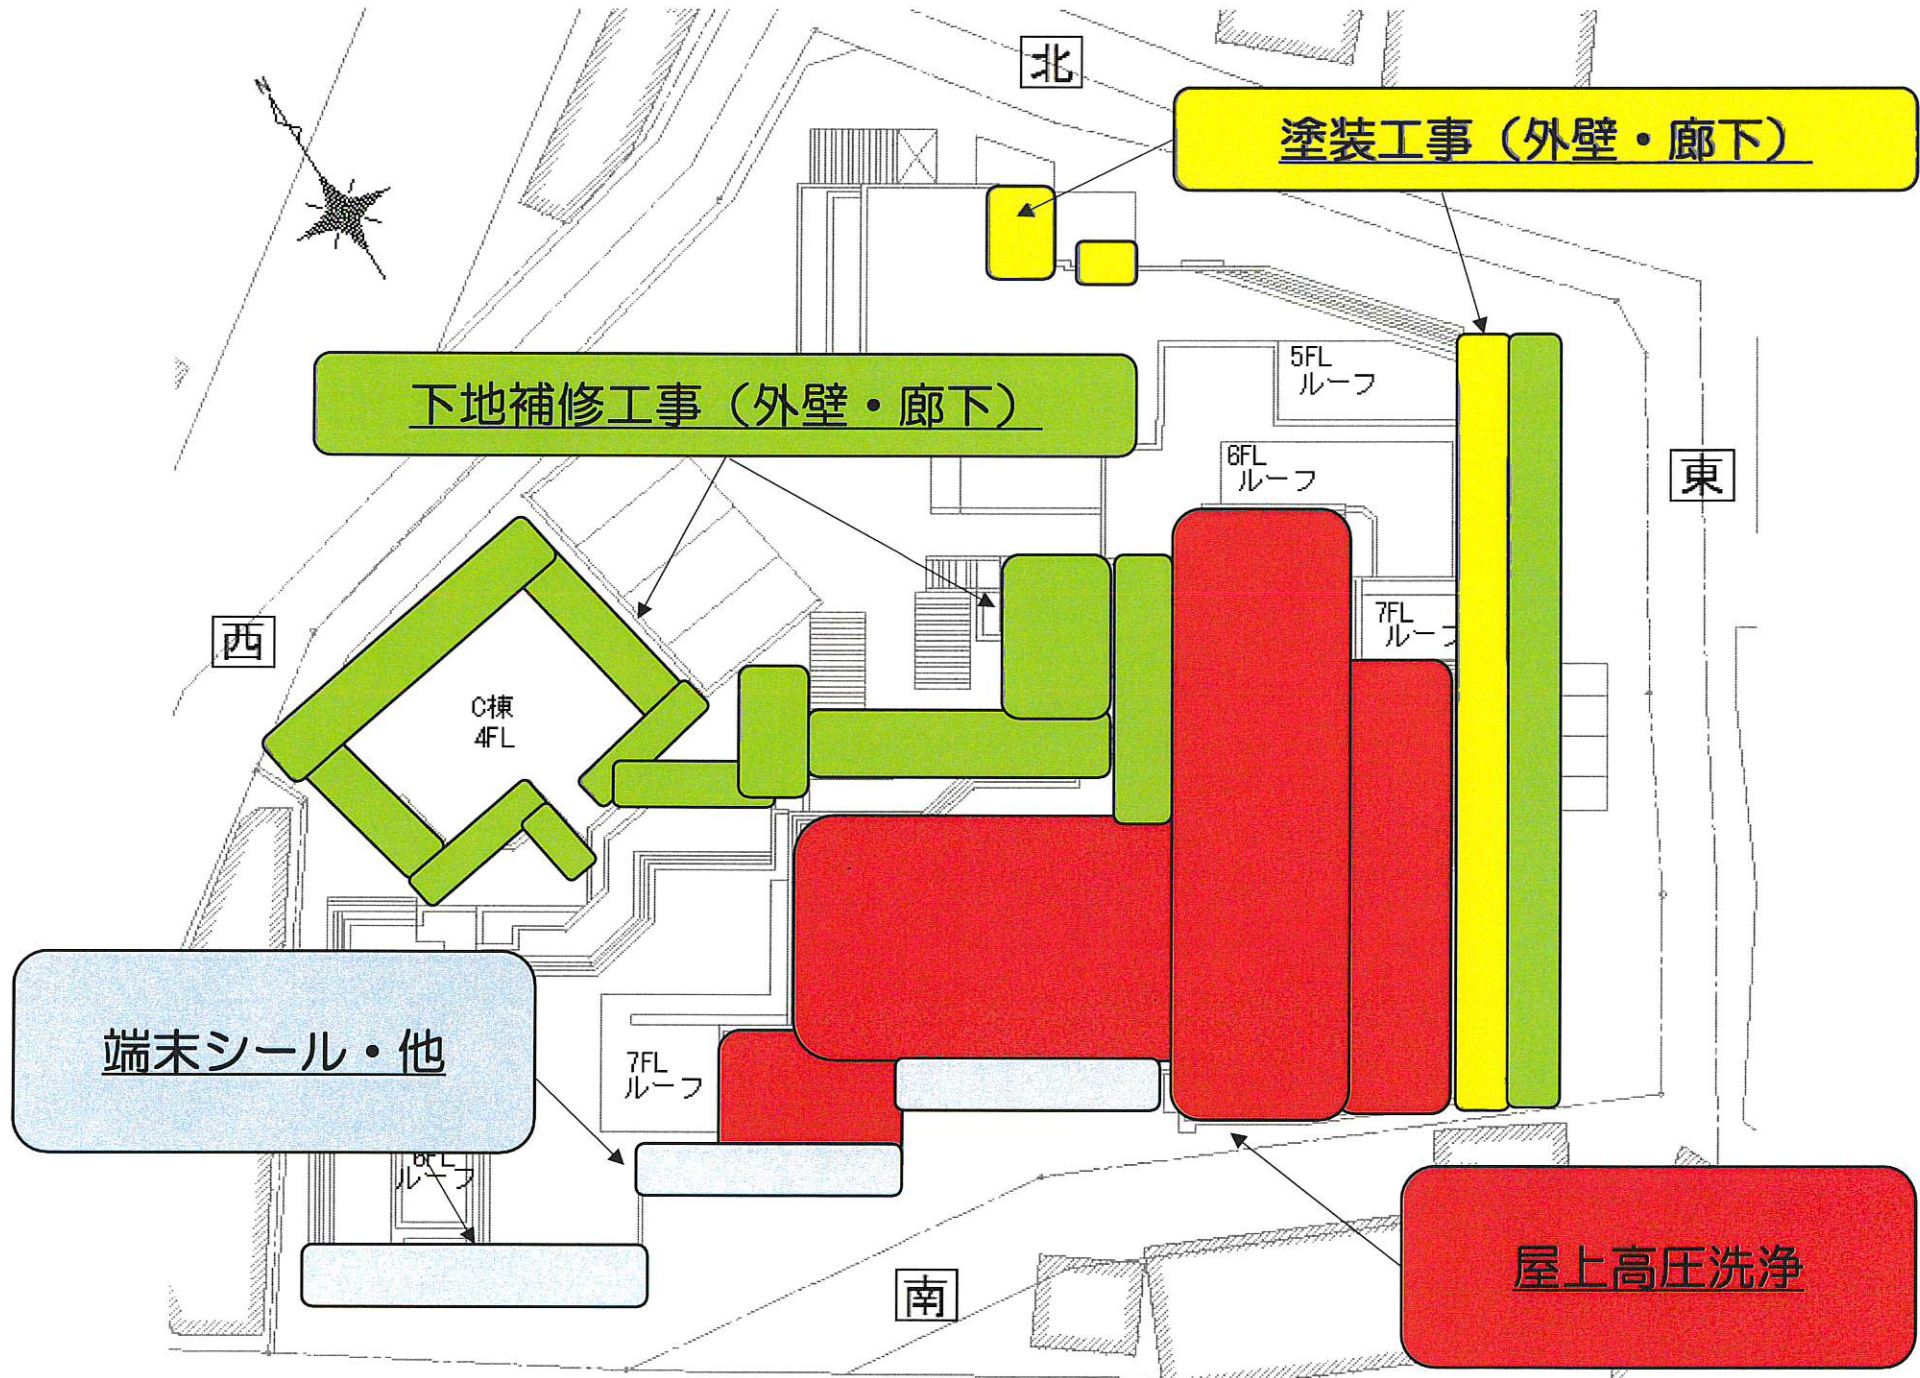 北
塗装工事（外壁・廊下）
N
5FL
ルーフ
下地補修工事（外壁・廊下）
6FL
ルーフ
東
7FL
ルーフ
西
C棟
4FL
端末シール・他
7FL
ルーフ
6FL
ルーフ
屋上高圧洗浄
南